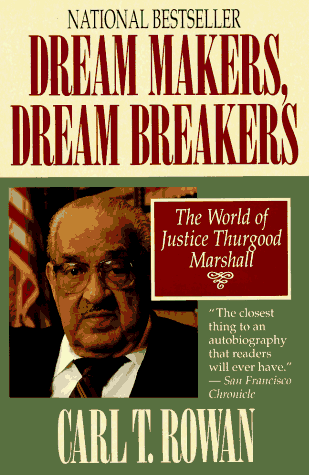 NATIONAL BESTSELLER
DREAM MAKERS,
DREAM BREAKERS
The World of
Justice Thurgood
Marshall
"The closest
thing to an
autobiography
that readers
will ever have."
— San Francisco
Chronicle
CARL T. ROWAN